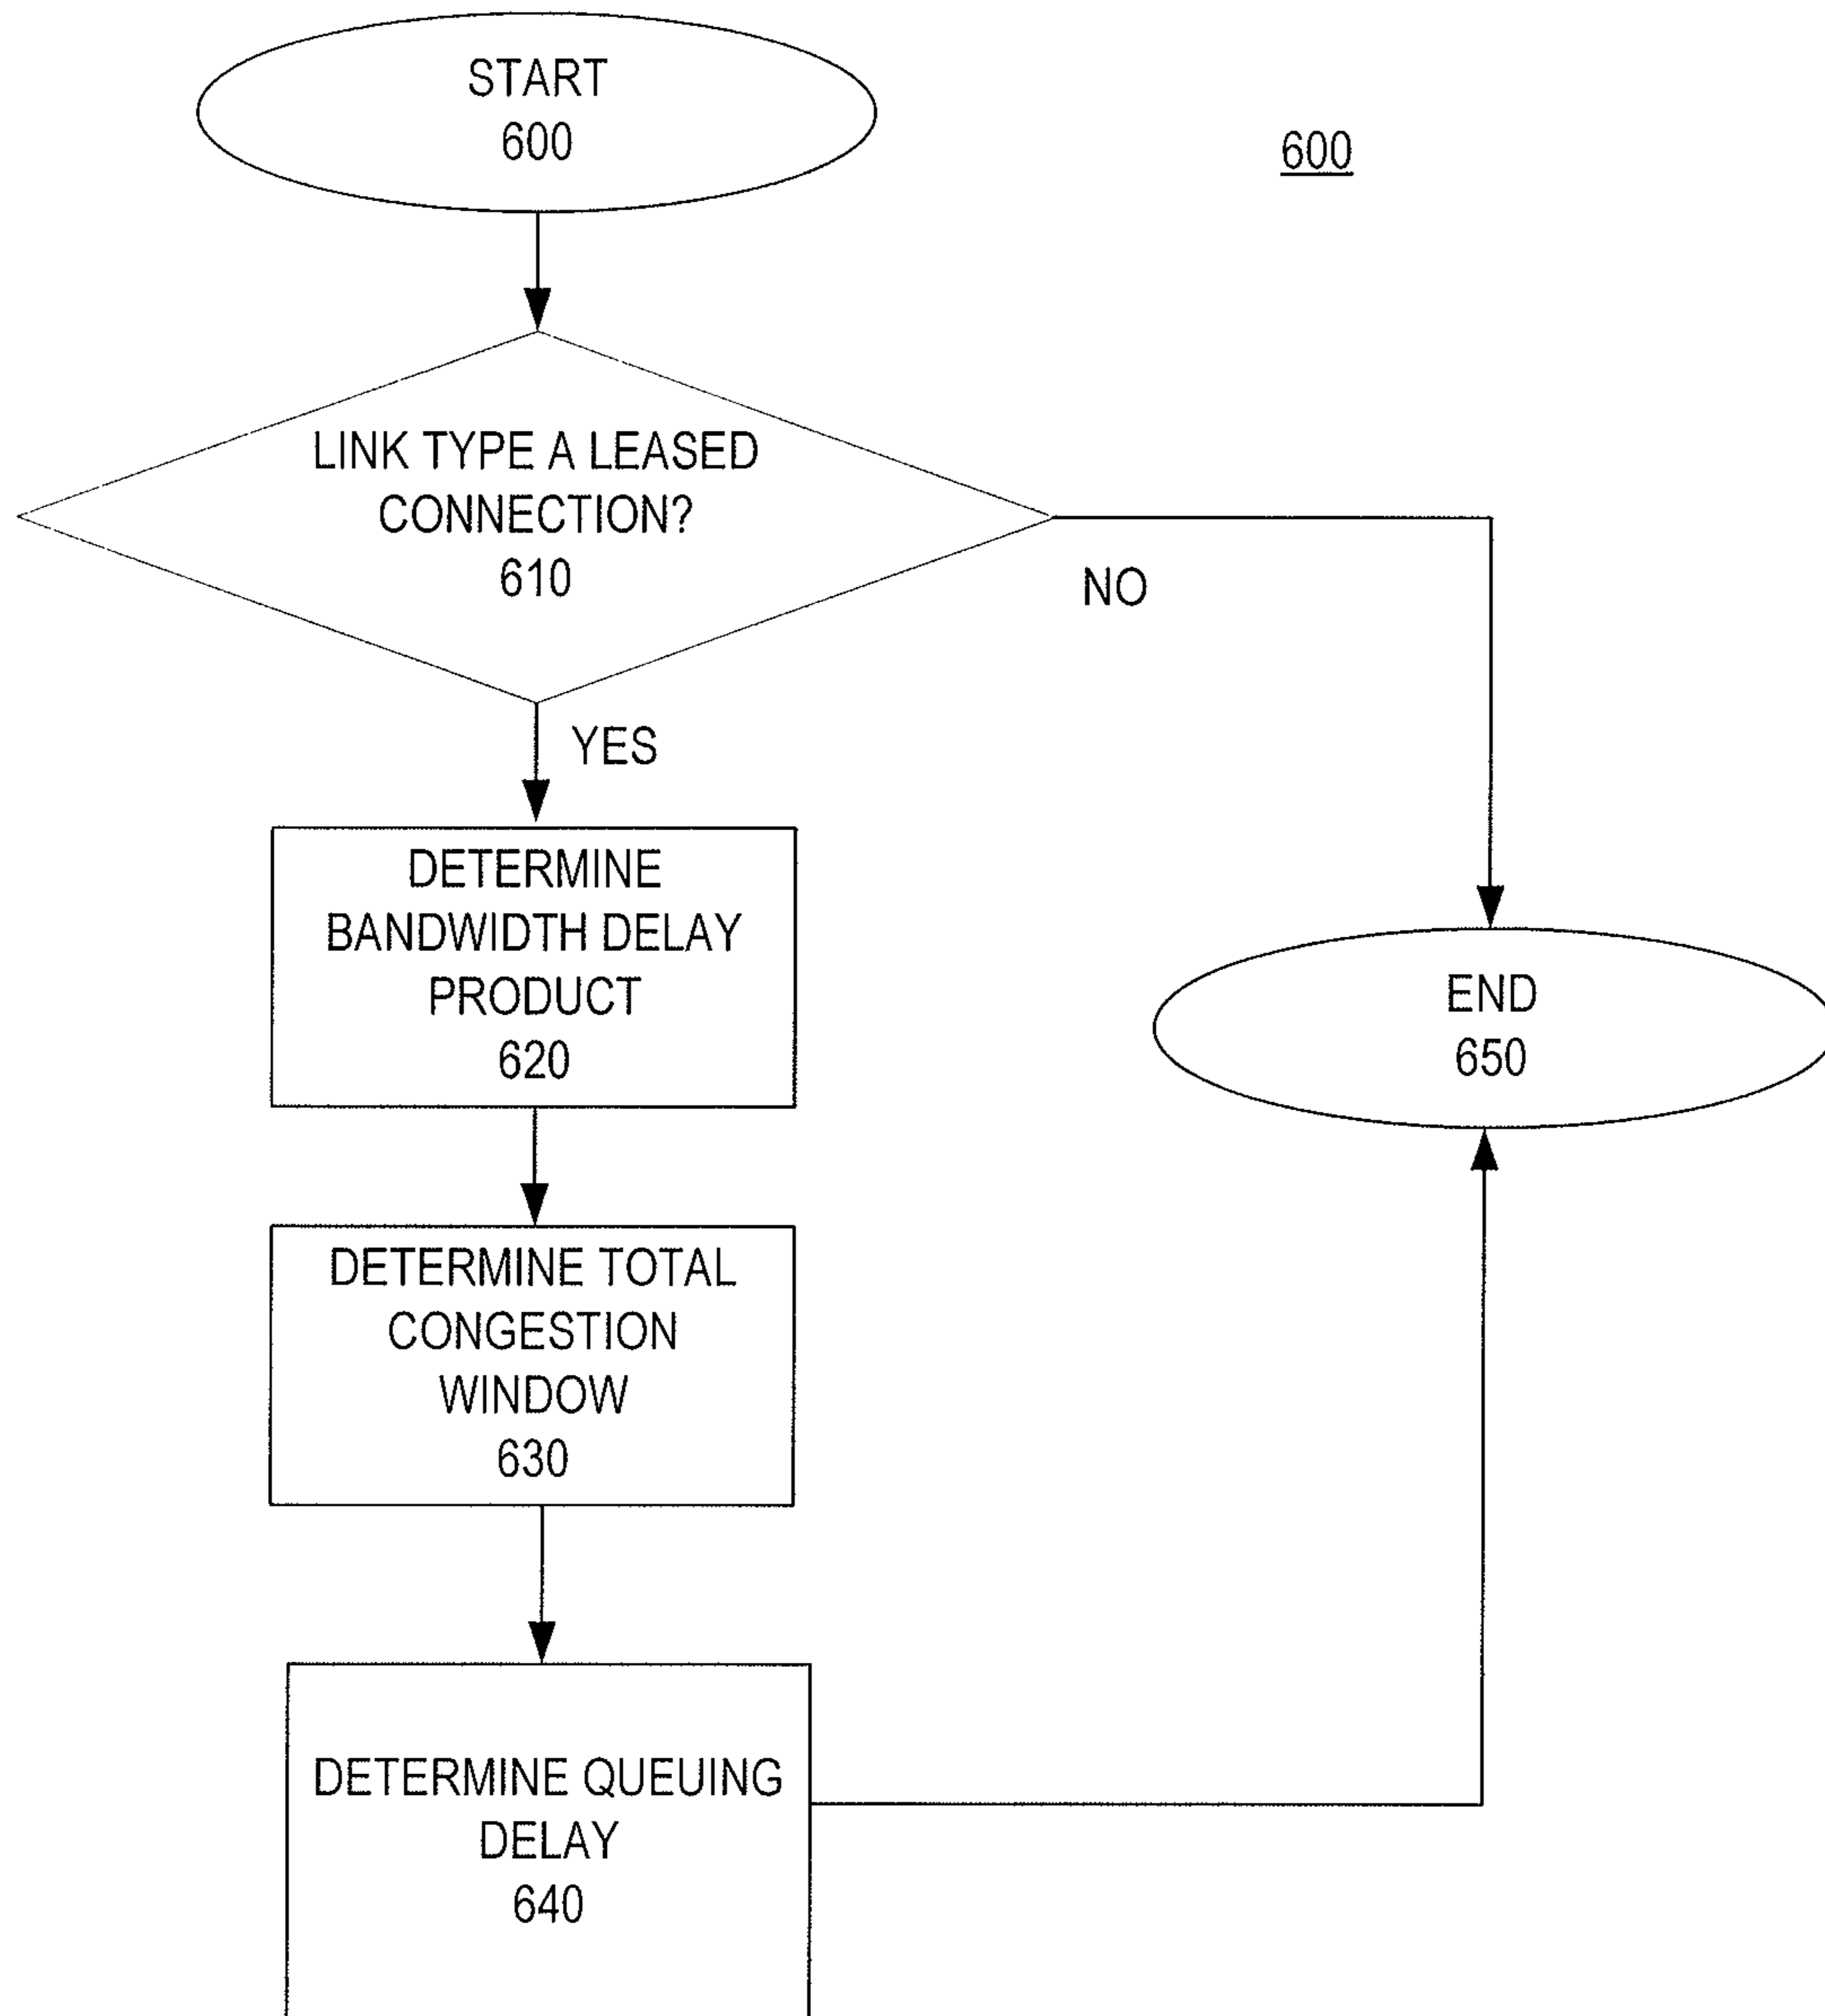 START
600
600
LINK TYPE A LEASED
CONNECTION?
610
NO
YES
DETERMINE
BANDWIDTH DELAY
PRODUCT
620
END
650
DETERMINE TOTAL
CONGESTION
WINDOW
630
DETERMINE QUEUING
DELAY
640